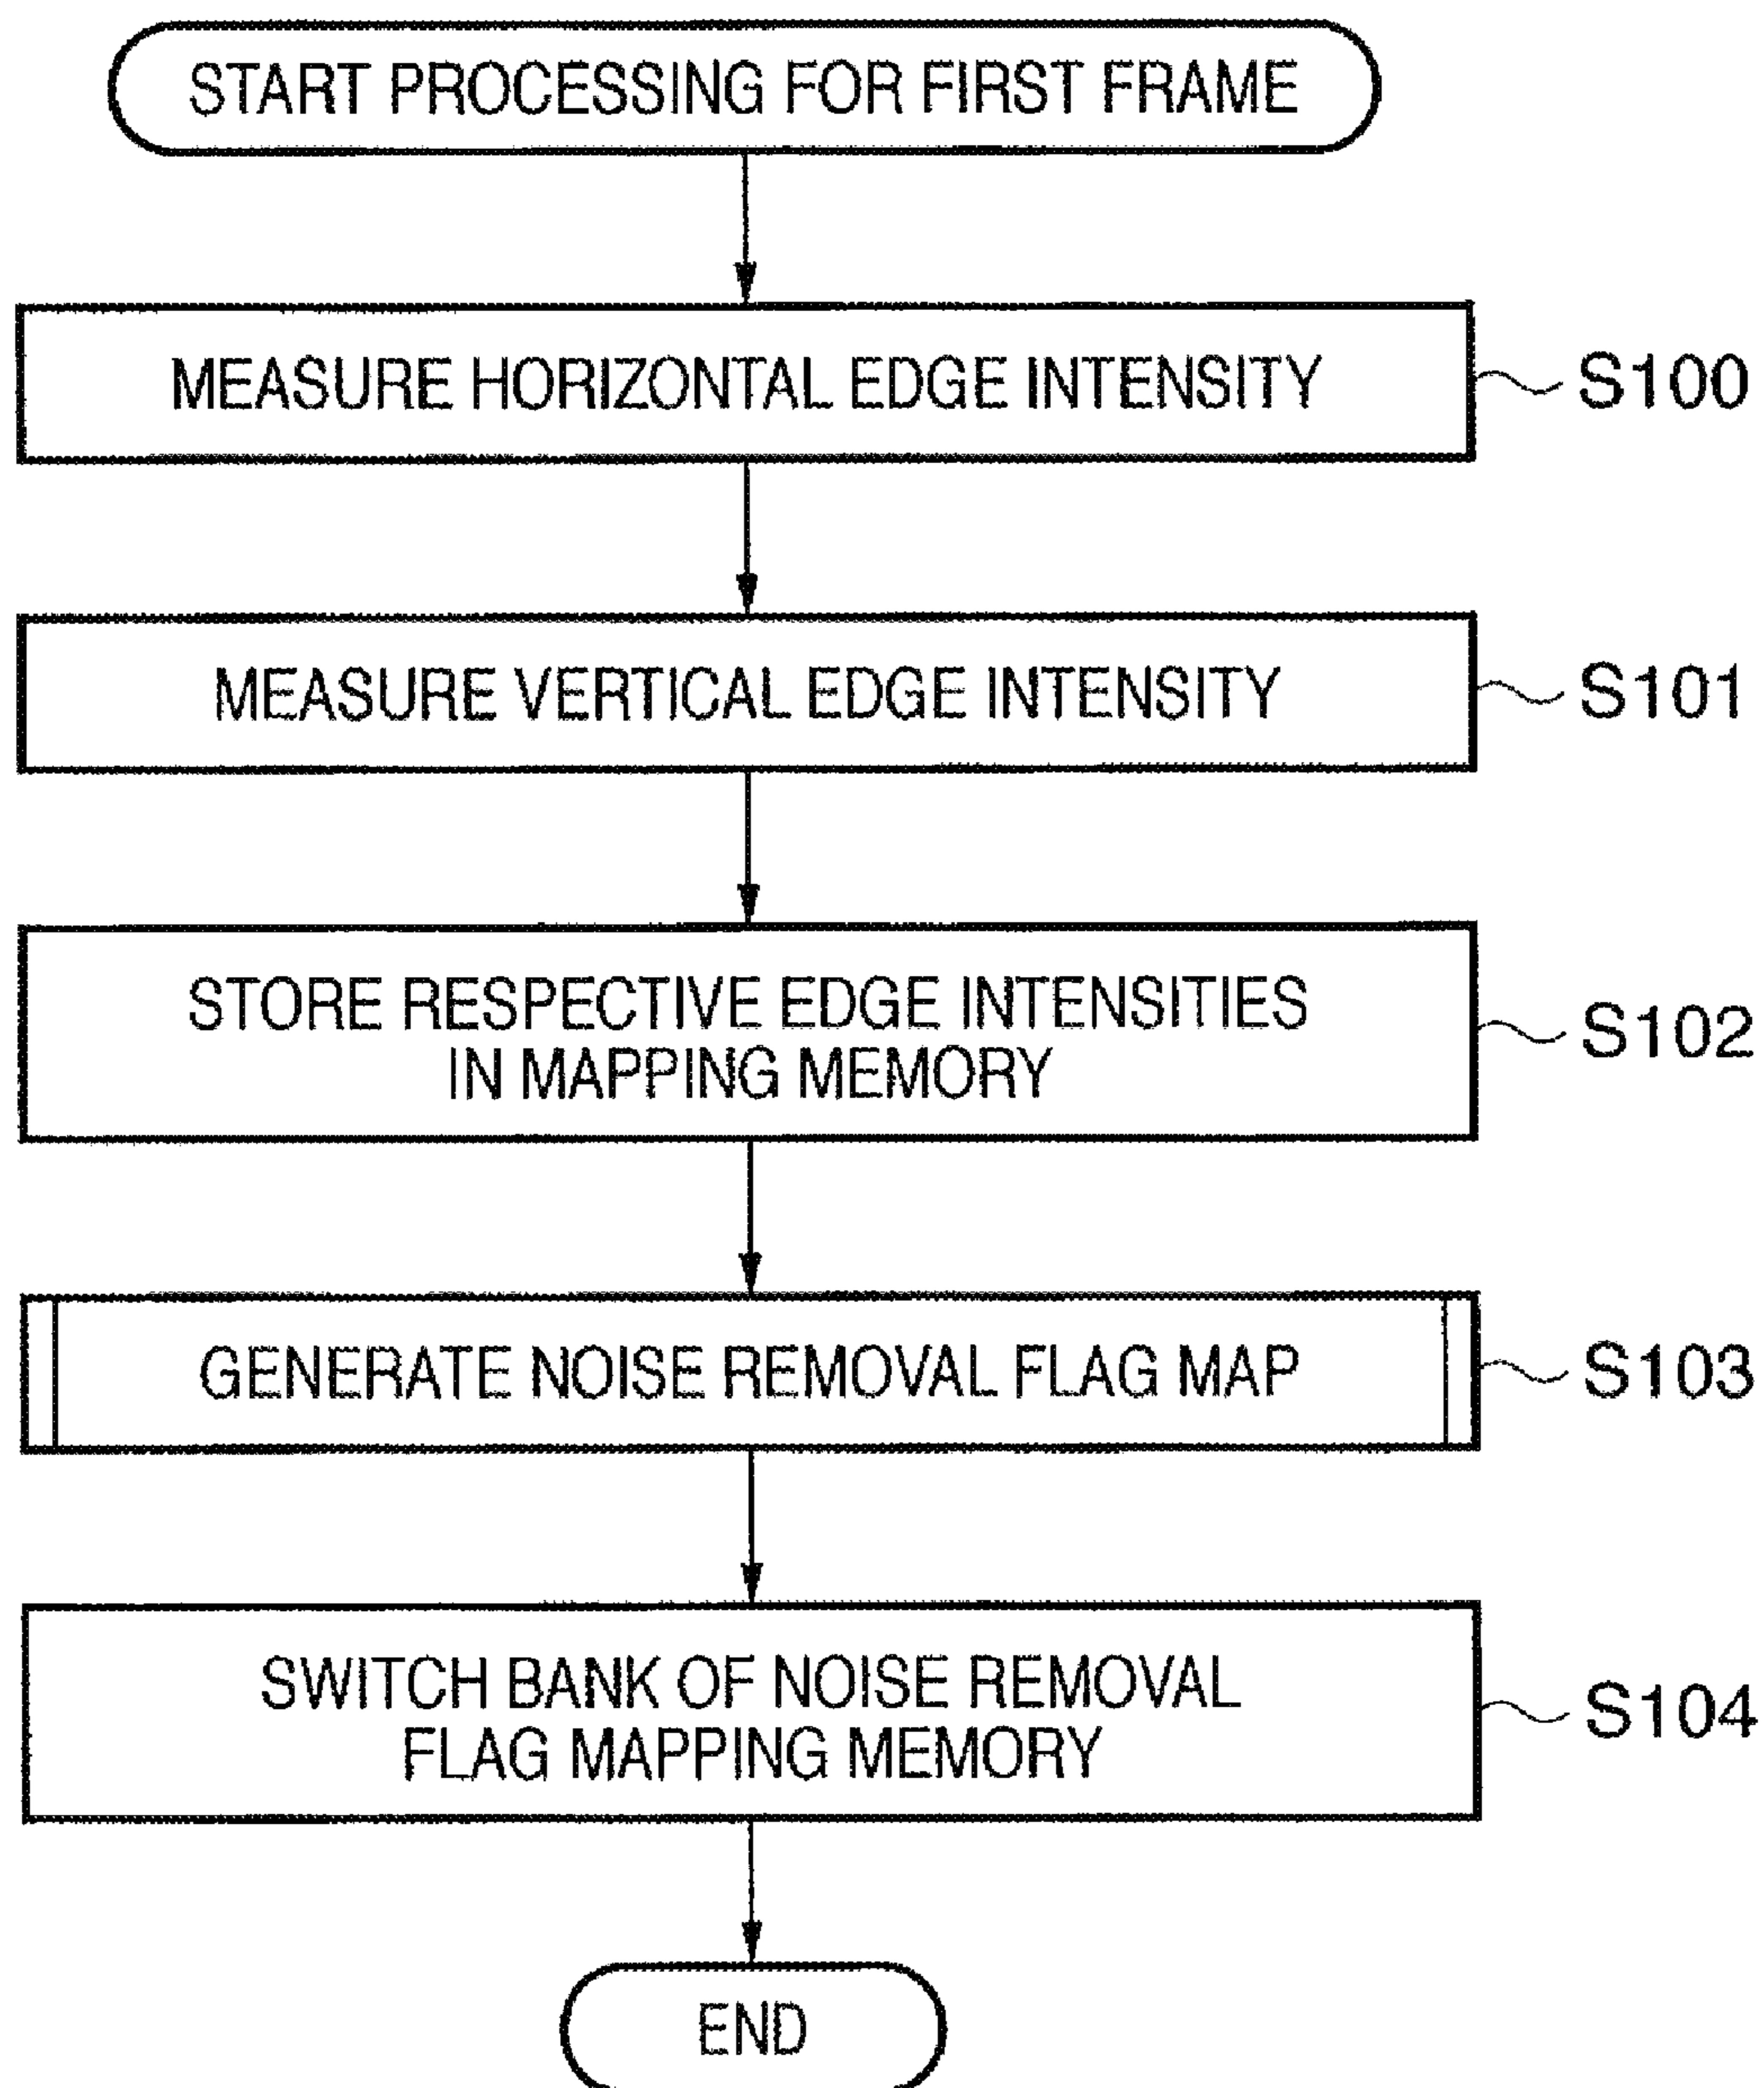 START PROCESSING FOR FIRST FRAME
MEASURE HORIZONTAL EDGE INTENSITY
S100
MEASURE VERTICAL EDGE INTENSITY
S101
STORE RESPECTIVE EDGE INTENSITIES
IN MAPPING MEMORY
S102
GENERATE NOISE REMOVAL FLAG MAP
S103
SWITCH BANK OF NOISE REMOVAL
FLAG MAPPING MEMORY
S104
END